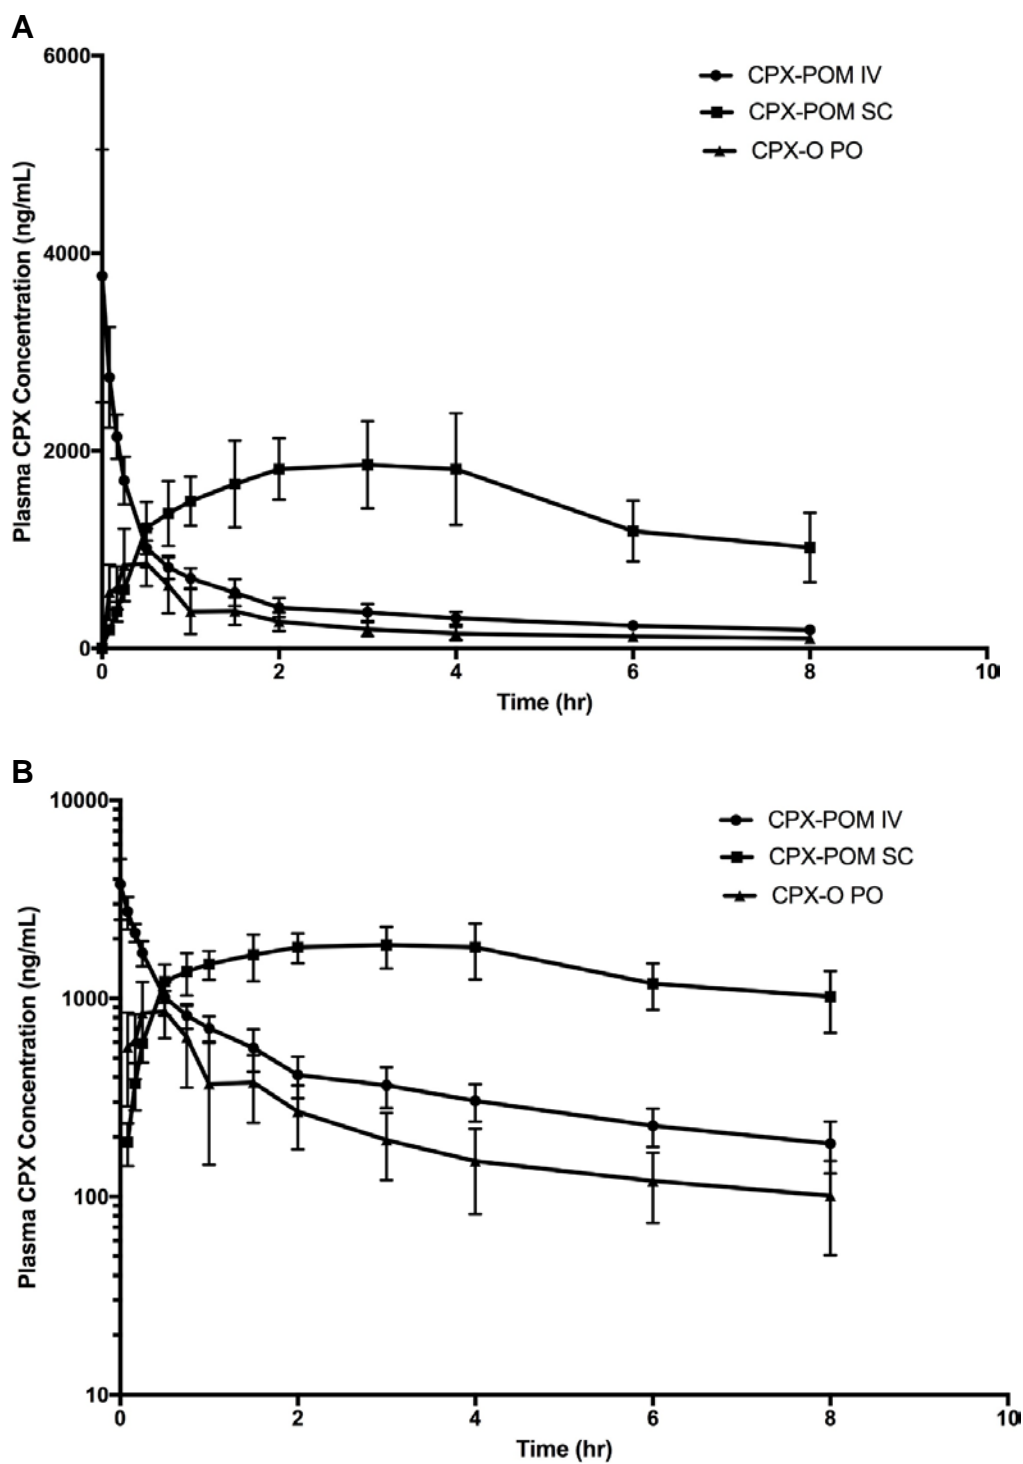 A
6000
4000
2000
0
Plasma CPX Concentration (ng/mL)
CPX-POM IV
CPX-POM SC
CPX-O PO
0 2 4 6 8 10
Time (hr)
B
10000
1000
100
10
Plasma CPX Concentration (ng/mL)
CPX-POM IV
CPX-POM SC
CPX-O PO
0 2 4 6 8 10
Time (hr)